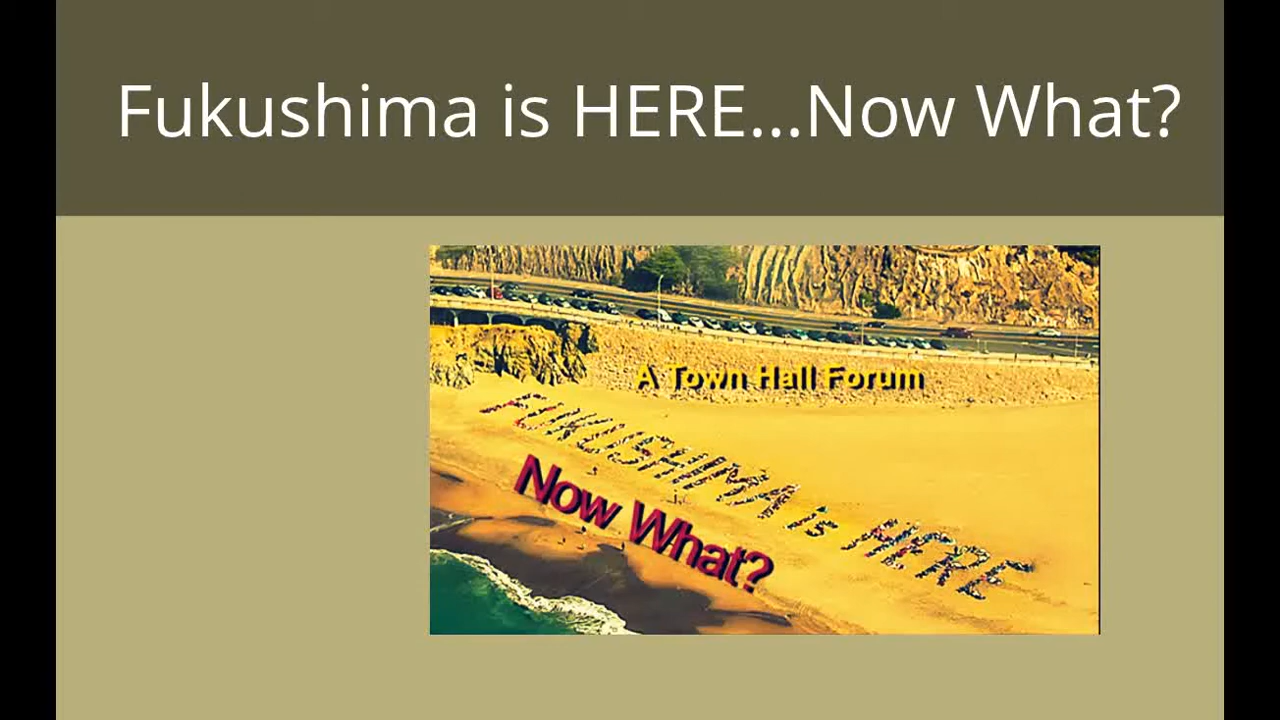 Fukushima is HERE...Now What?
A Town Hall Forum
FUKUSHIMA is HERE
Now What?